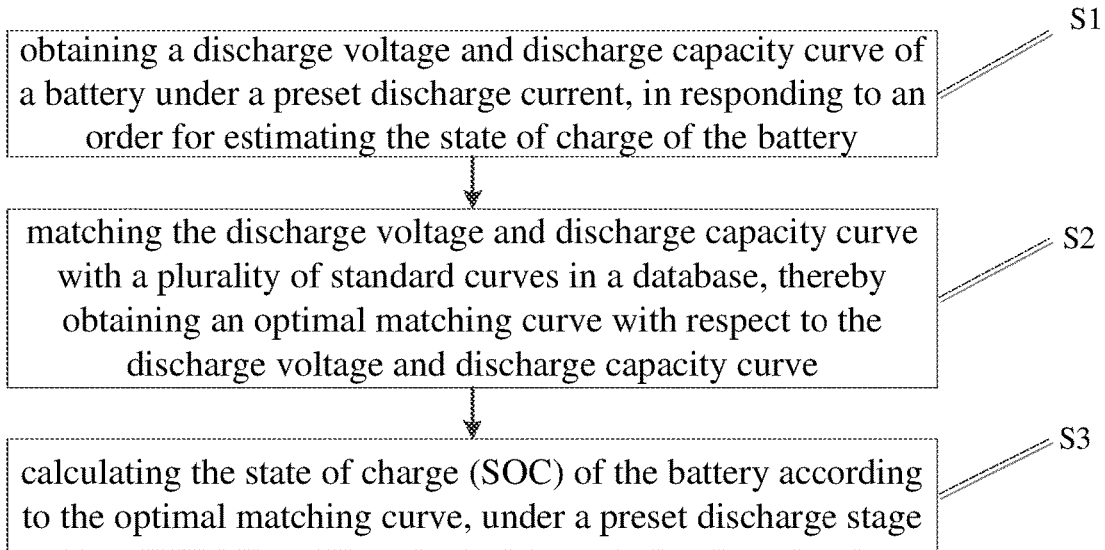 S1
obtaining a discharge voltage and discharge capacity curve of
a battery under a preset discharge current, in responding to an
order for estimating the state of charge of the battery
S2
matching the discharge voltage and discharge capacity curve
with a plurality of standard curves in a database, thereby
obtaining an optimal matching curve with respect to the
discharge voltage and discharge capacity curve
S3
calculating the state of charge (SOC) of the battery according
to the optimal matching curve, under a preset discharge stage